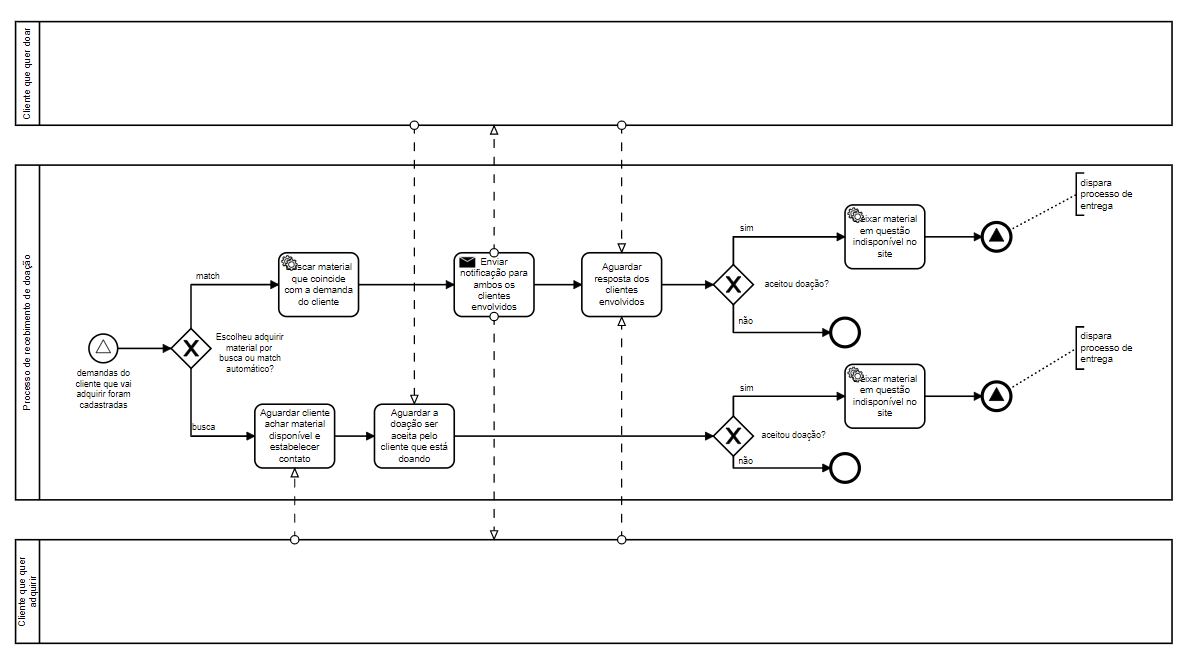 Cliente que quer doar
Processo de recebimento de doação
demandas do
cliente que vai
adquirir foram
cadastradas
Escolheu adquirir
material por
busca ou match
automático?
match
Buscar material
que coincide
com a demanda
do cliente
Enviar
notificação para
ambos os
clientes
envolvidos
Aguardar
resposta dos
clientes
envolvidos
aceitou doação?
sim
Deixar material
em questão
indisponível no
site
dispara
processo de
entrega
não
busca
Aguardar cliente
achar material
disponível e
estabelecer
contato
Aguardar a
doação ser
aceita pelo
cliente que está
doando
aceitou doação?
sim
Deixar material
em questão
indisponível no
site
dispara
processo de
entrega
não
Cliente que quer
adquirir